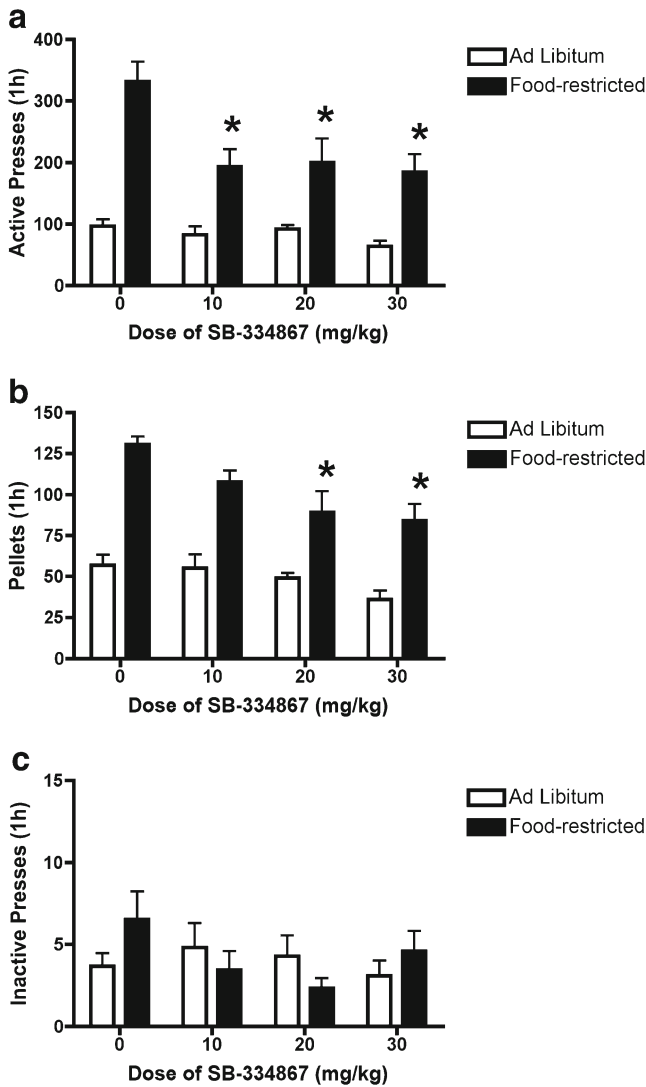 a
400
300
200
100
0
Active Presses (1h)
Ad Libitum
Food-restricted
*
*
*
0 10 20 30
Dose of SB-334867 (mg/kg)
b
150
125
100
75
50
25
0
Pellets (1h)
Ad Libitum
Food-restricted
*
*
0 10 20 30
Dose of SB-334867 (mg/kg)
c
15
10
5
0
Inactive Presses (1h)
Ad Libitum
Food-restricted
0 10 20 30
Dose of SB-334867 (mg/kg)